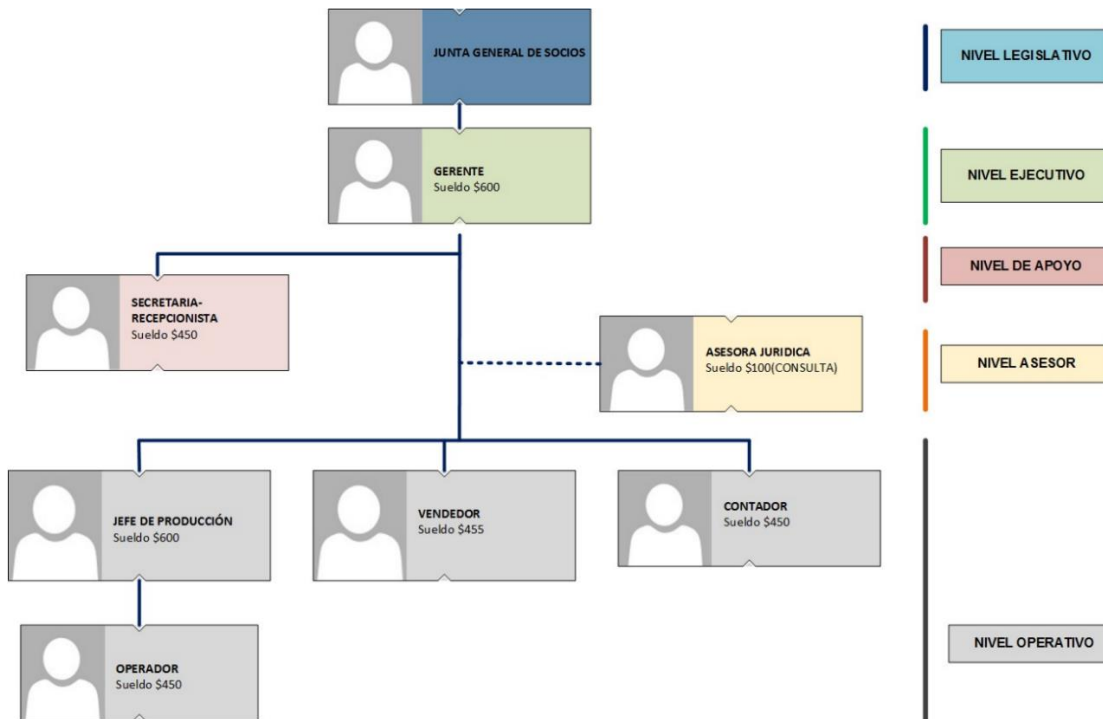 JUNTA GENERAL DE SOCIOS
NIVEL LEGISLATIVO
GERENTE
Sueldo $600
NIVEL EJECUTIVO
NIVEL DE APOYO
SECRETARIA-
RECEPCIONISTA
Sueldo $450
ASESORA JURIDICA
Sueldo $100(CONSULTA)
NIVEL ASESOR
JEFE DE PRODUCCIÓN
Sueldo $600
VENDEDOR
Sueldo $455
CONTADOR
Sueldo $450
OPERADOR
Sueldo $450
NIVEL OPERATIVO